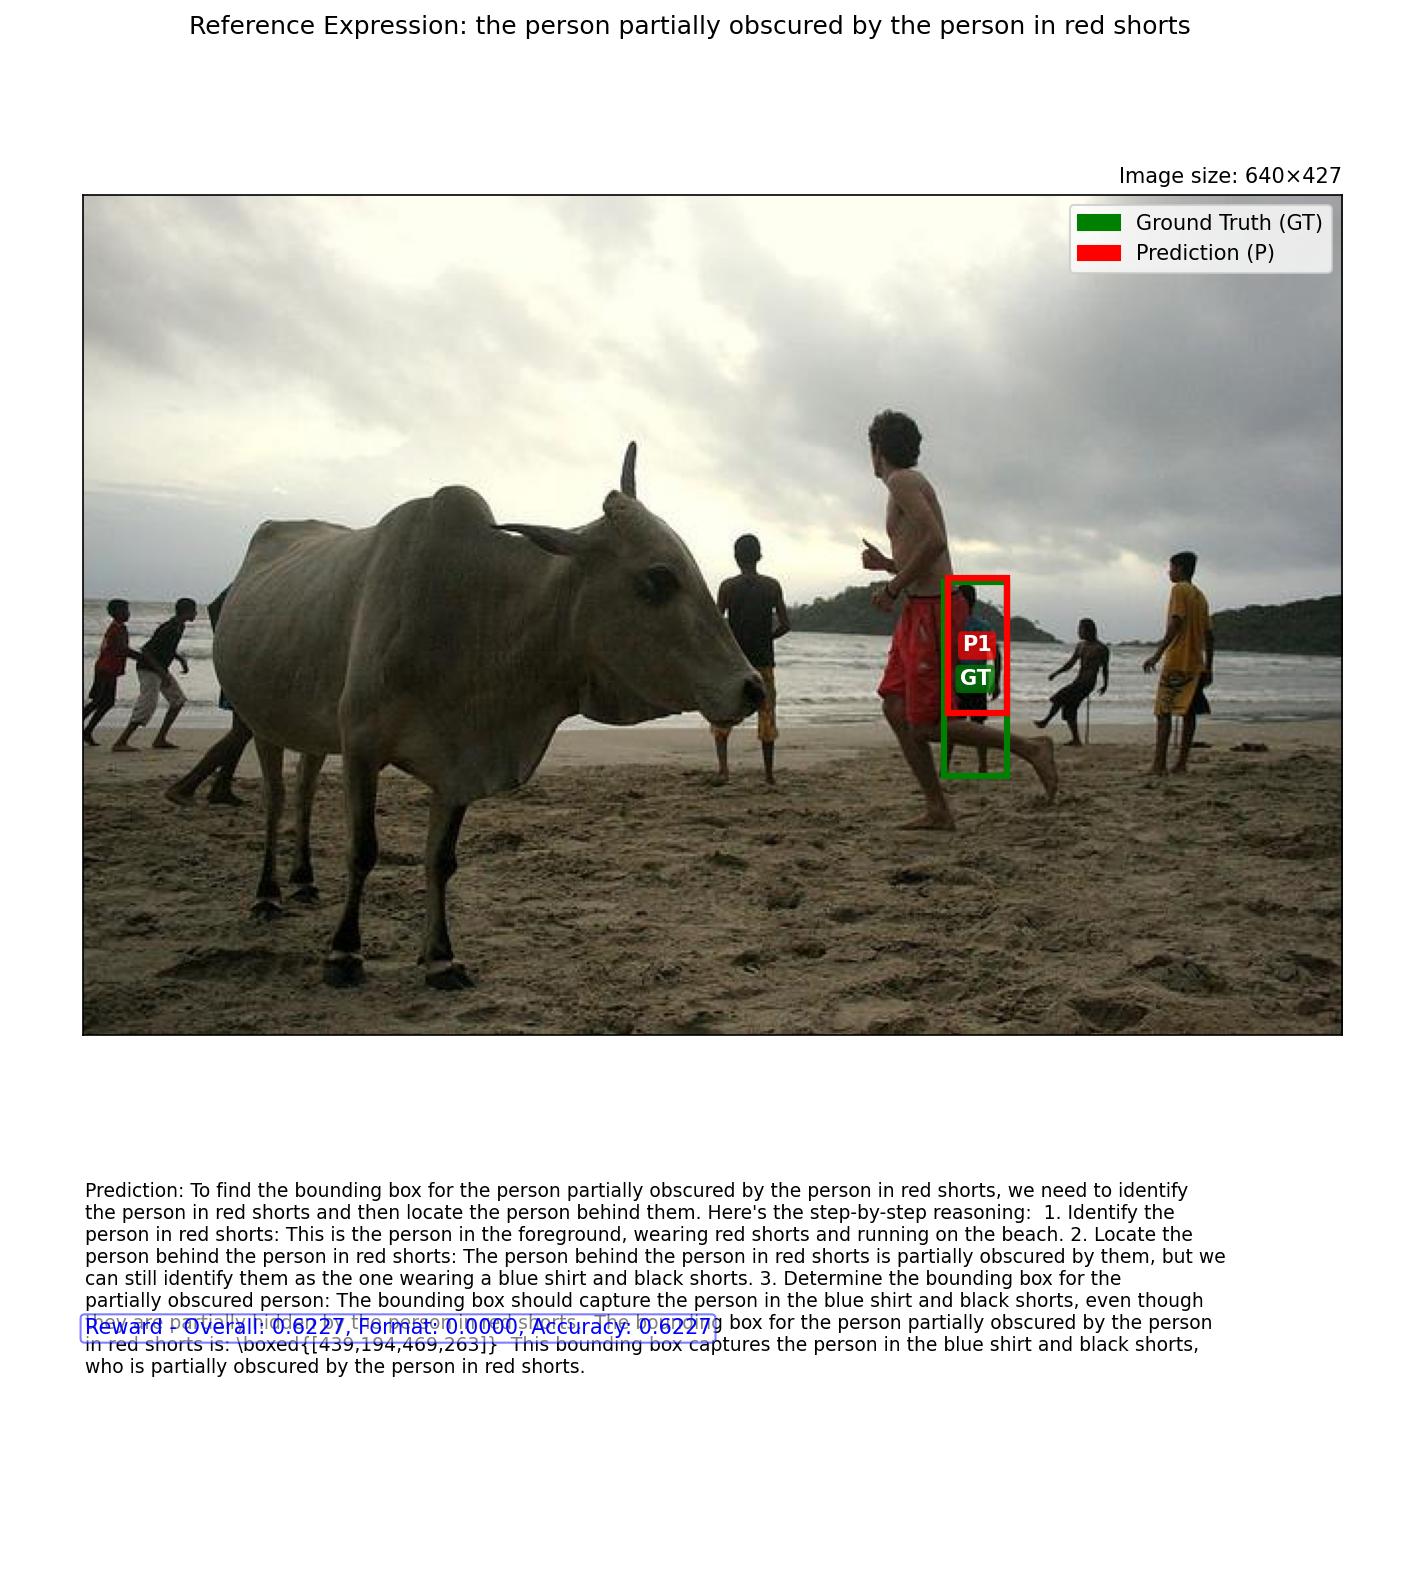 Reference Expression: the person partially obscured by the person in red shorts
Image size: 640×427
Ground Truth (GT)
Prediction (P)
P1
GT
Prediction: To find the bounding box for the person partially obscured by the person in red shorts, we need to identify
the person in red shorts and then locate the person behind them. Here's the step-by-step reasoning:  1. Identify the
person in red shorts: This is the person in the foreground, wearing red shorts and running on the beach. 2. Locate the
person behind the person in red shorts: The person behind the person in red shorts is partially obscured by them, but we
can still identify them as the one wearing a blue shirt and black shorts. 3. Determine the bounding box for the
partially obscured person: The bounding box should capture the person in the blue shirt and black shorts, even though
they are partially hidden by the person in red shorts.  The bounding box for the person partially obscured by the person
Reward - Overall: 0.6227, Format: 0.0000, Accuracy: 0.6227
in red shorts is: \boxed{[439,194,469,263]}  This bounding box captures the person in the blue shirt and black shorts,
who is partially obscured by the person in red shorts.